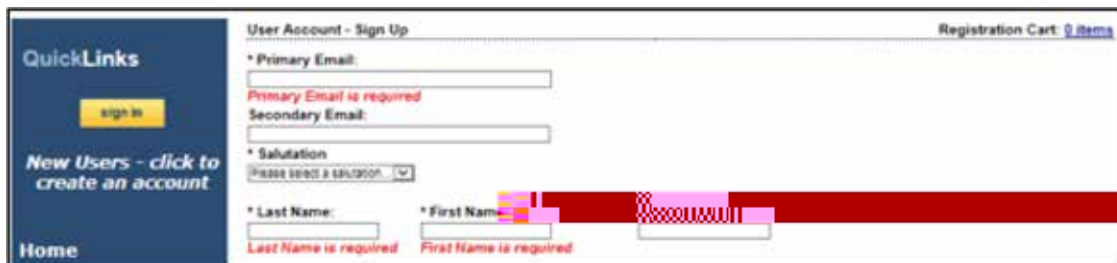 User Account - Sign Up
Registration Cart: 0 items
QuickLinks
sign in
New Users - click to
create an account
Home
* Primary Email:
Primary Email is required
Secondary Email:
* Salutation
Please select a salutation...
* Last Name:
* First Name
Last Name is required
First Name is required